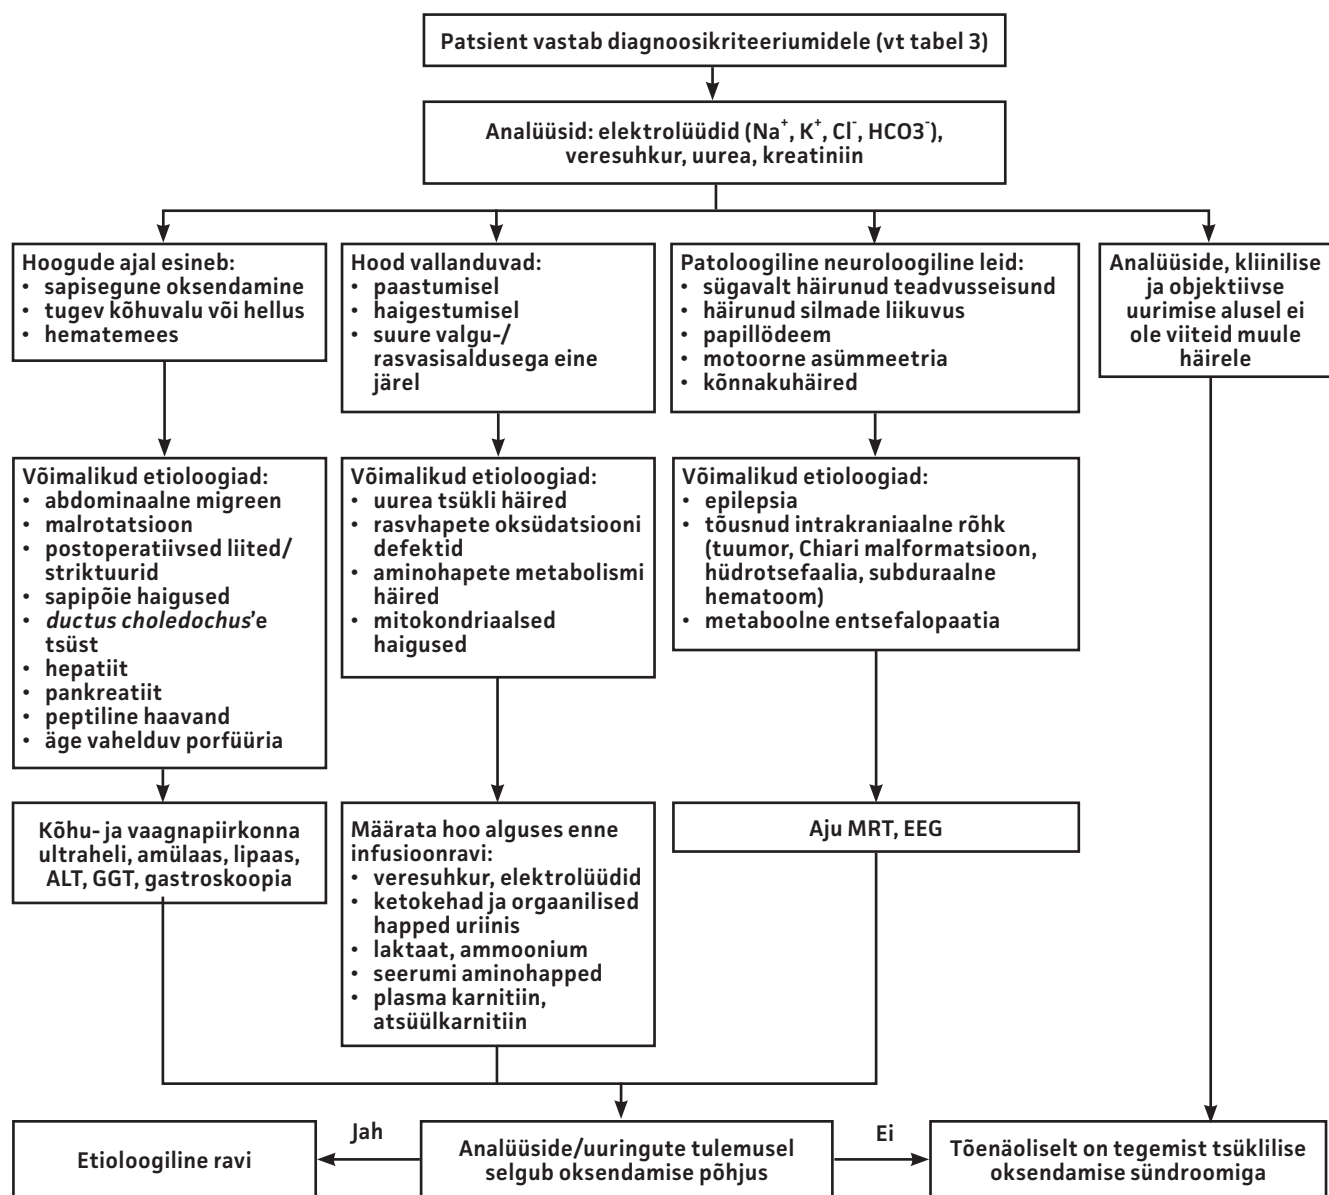 Patsient vastab diagnoosikriteeriumidele (vt tabel 3)
Analüüsid: elektrolüüdid (Na⁺, K⁺, Cl⁻, HCO3⁻),
veresuhkur, uurea, kreatiniin
Hoogude ajal esineb:
• sapisegune oksendamine
• tugev kõhuvalu või hellus
• hematemees
Hood vallanduvad:
• paastumisel
• haigestumisel
• suure valgu-/
rasvasisaldusega eine
järel
Patoloogiline neuroloogiline leid:
• sügavalt häirunud teadvusseisund
• häirunud silmade liikuvus
• papillödeem
• motoorne asümmeetria
• kõnnakuhäired
Analüüside, kliinilise
ja objektiivse
uurimise alusel ei
ole viiteid muule
häirele
Võimalikud etioloogiad:
• abdominaalne migreen
• malrotatsioon
• postoperatiivsed liited/
striktuurid
• sapipõie haigused
• ductus choledochus’e
tsüst
• hepatiit
• pankreatiit
• peptiline haavand
• äge vahelduv porfüüria
Võimalikud etioloogiad:
• uurea tsükli häired
• rasvhapete oksüdatsiooni
defektid
• aminohapete metabolismi
häired
• mitokondriaalsed
haigused
Võimalikud etioloogiad:
• epilepsia
• tõusnud intrakraniaalne rõhk
(tuumor, Chiari malformatsioon,
hüdrotsefaalia, subduraalne
hematoom)
• metaboolne entsefalopaatia
Kõhu- ja vaagnapiirkonna
ultraheli, amülaas, lipaas,
ALT, GGT, gastroskoopia
Määrata hoo alguses enne
infusioonravi:
• veresuhkur, elektrolüüdid
• ketokehad ja orgaanilised
happed uriinis
• laktaat, ammoonium
• seerumi aminohapped
• plasma karnitiin,
atsüülkarnitiin
Aju MRT, EEG
Etioloogiline ravi
Jah
Analüüside/uuringute tulemusel
selgub oksendamise põhjus
Ei
Tõenäoliselt on tegemist tsüklilise
oksendamise sündroomiga